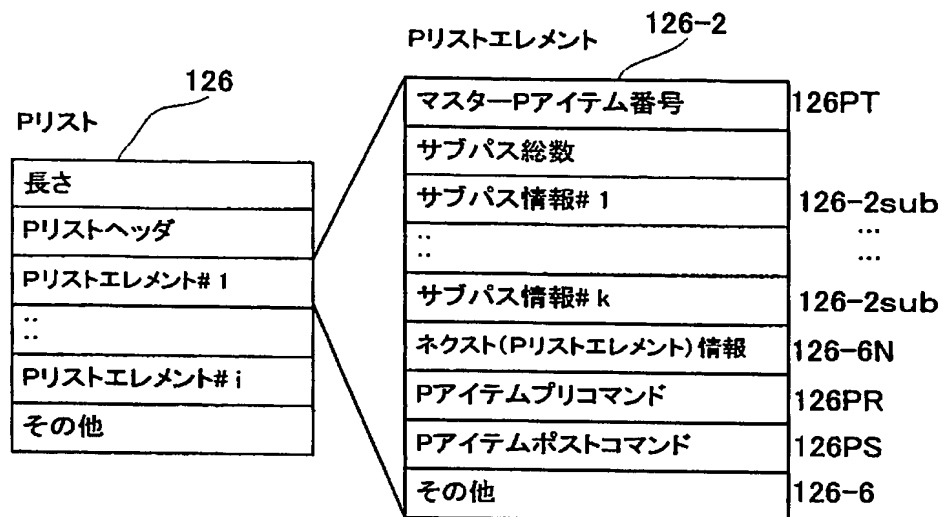 Pリスト
126
長さ
Pリストヘッダ
Pリストエレメント#1
::
::
Pリストエレメント#i
その他
Pリストエレメント
126-2
マスターPアイテム番号 126PT
サブパス総数
サブパス情報#1 126-2sub
:: …
:: …
サブパス情報#k 126-2sub
ネクスト(Pリストエレメント)情報 126-6N
Pアイテムプリコマンド 126PR
Pアイテムポストコマンド 126PS
その他 126-6